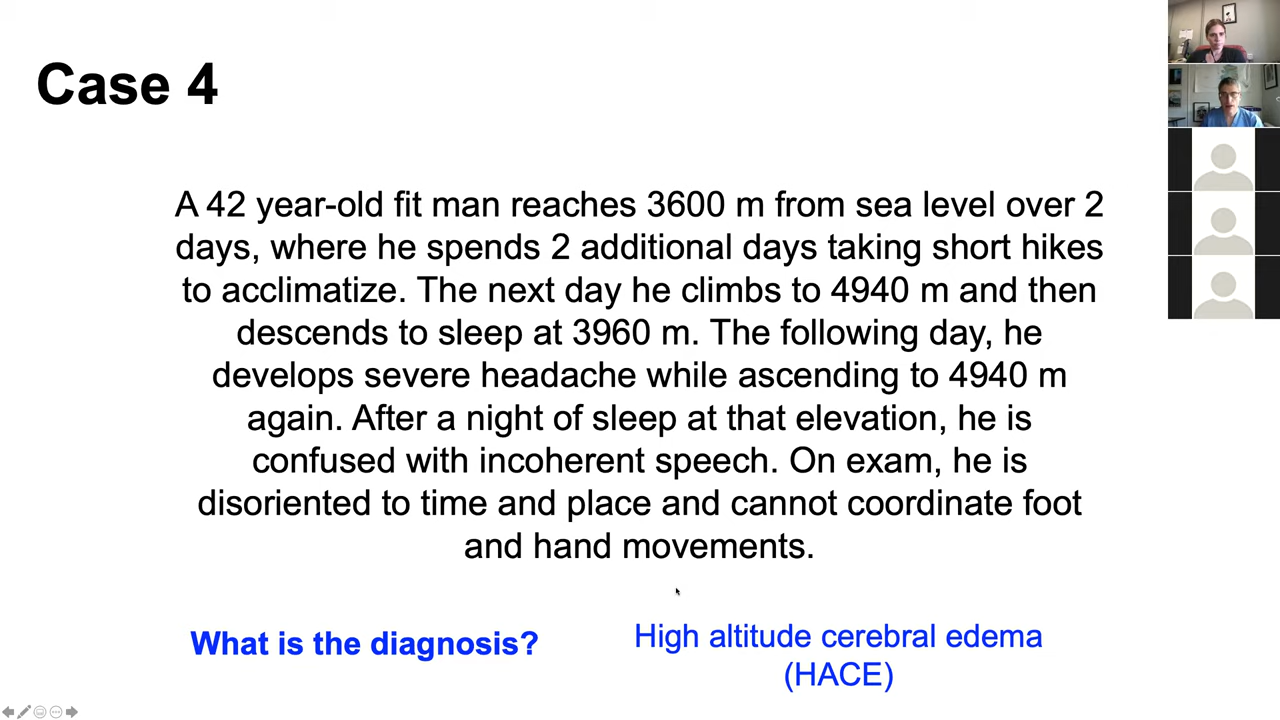 Case 4
A 42 year-old fit man reaches 3600 m from sea level over 2
days, where he spends 2 additional days taking short hikes
to acclimatize. The next day he climbs to 4940 m and then
descends to sleep at 3960 m. The following day, he
develops severe headache while ascending to 4940 m
again. After a night of sleep at that elevation, he is
confused with incoherent speech. On exam, he is
disoriented to time and place and cannot coordinate foot
and hand movements.
What is the diagnosis?
High altitude cerebral edema
(HACE)